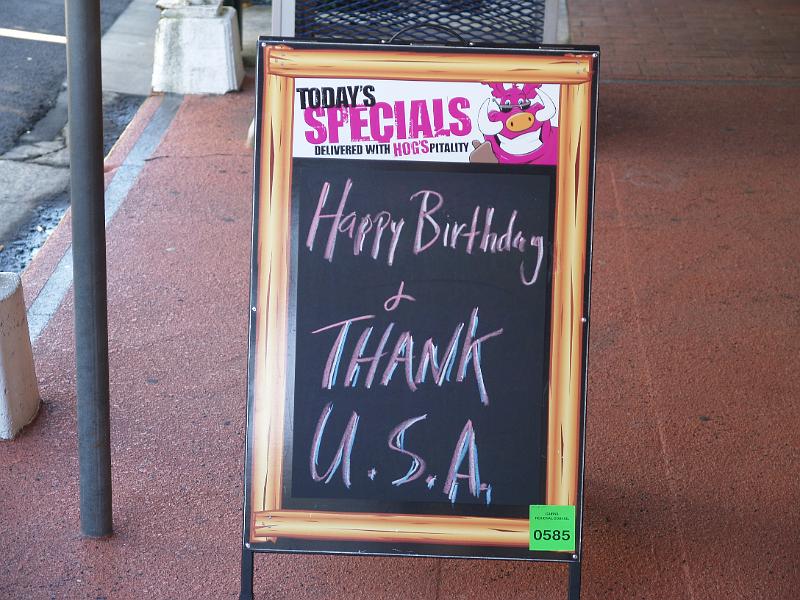 TODAY'S
SPECIALS
DELIVERED WITH HOG'SPITALITY
Happy Birthday
&
THANK
U.S.A.
0585